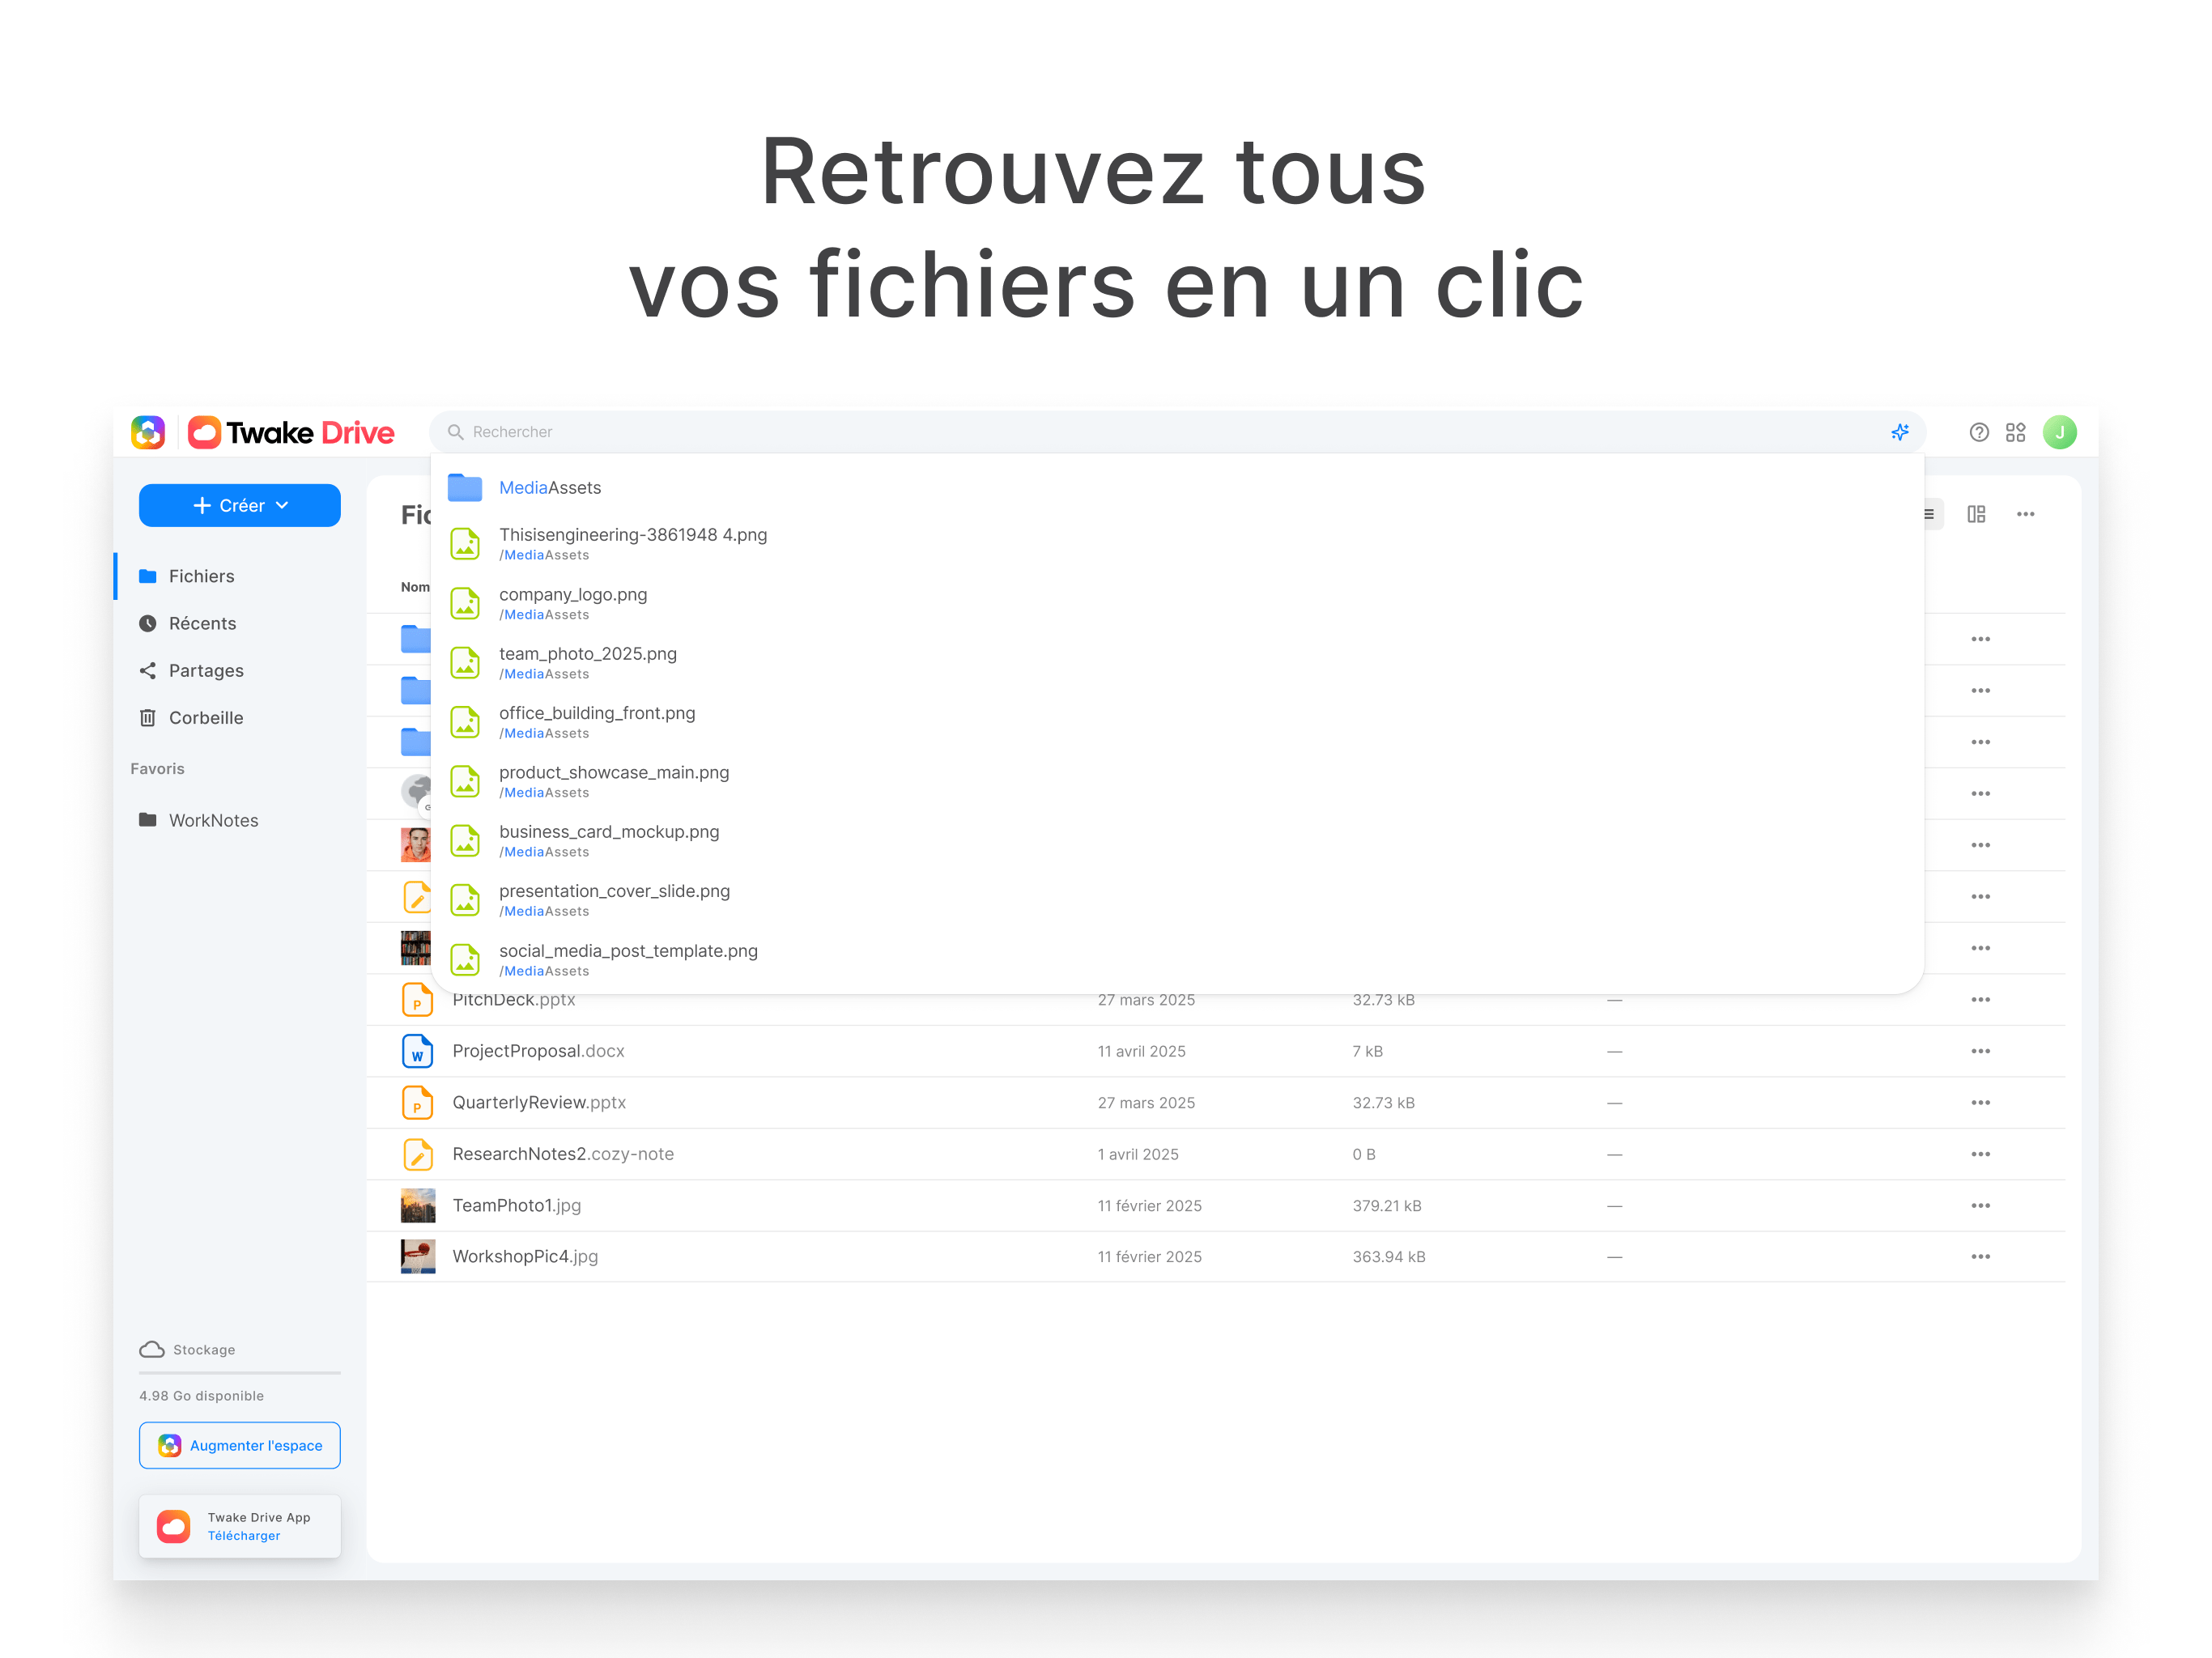 Retrouvez tous
vos fichiers en un clic
Twake Drive
Rechercher
J
Créer
Fichiers
Récents
Partages
Corbeille
Favoris
WorkNotes
Stockage
4.98 Go disponible
Augmenter l'espace
Twake Drive App
Télécharger
Fic
Nom
MediaAssets
Thisisengineering-3861948 4.png
/MediaAssets
company_logo.png
/MediaAssets
team_photo_2025.png
/MediaAssets
office_building_front.png
/MediaAssets
product_showcase_main.png
/MediaAssets
business_card_mockup.png
/MediaAssets
presentation_cover_slide.png
/MediaAssets
social_media_post_template.png
/MediaAssets
PitchDeck.pptx 27 mars 2025 32.73 kB —
ProjectProposal.docx 11 avril 2025 7 kB —
QuarterlyReview.pptx 27 mars 2025 32.73 kB —
ResearchNotes2.cozy-note 1 avril 2025 0 B —
TeamPhoto1.jpg 11 février 2025 379.21 kB —
WorkshopPic4.jpg 11 février 2025 363.94 kB —